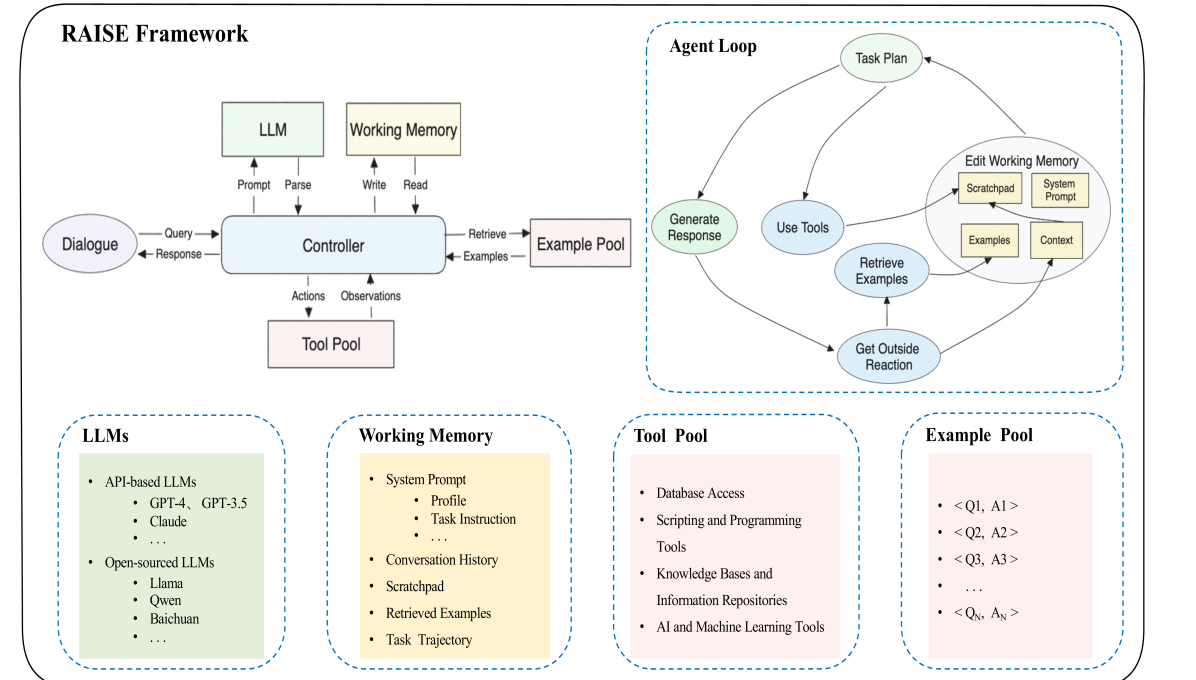 RAISE Framework
LLM
Working Memory
Prompt
Parse
Write
Read
Dialogue
Query
Response
Controller
Retrieve
Examples
Example Pool
Actions
Observations
Tool Pool
Agent Loop
Task Plan
Edit Working Memory
Scratchpad
System
Prompt
Generate
Response
Use Tools
Examples
Context
Retrieve
Examples
Get Outside
Reaction
LLMs
• API-based LLMs
• GPT-4、GPT-3.5
• Claude
• . . .
• Open-sourced LLMs
• Llama
• Qwen
• Baichuan
• . . .
Working Memory
• System Prompt
• Profile
• Task Instruction
• . . .
• Conversation History
• Scratchpad
• Retrieved Examples
• Task Trajectory
Tool Pool
• Database Access
• Scripting and Programming
Tools
• Knowledge Bases and
Information Repositories
• AI and Machine Learning Tools
Example Pool
• < Q1, A1 >
• < Q2, A2 >
• < Q3, A3 >
• . . .
• < QN, AN >